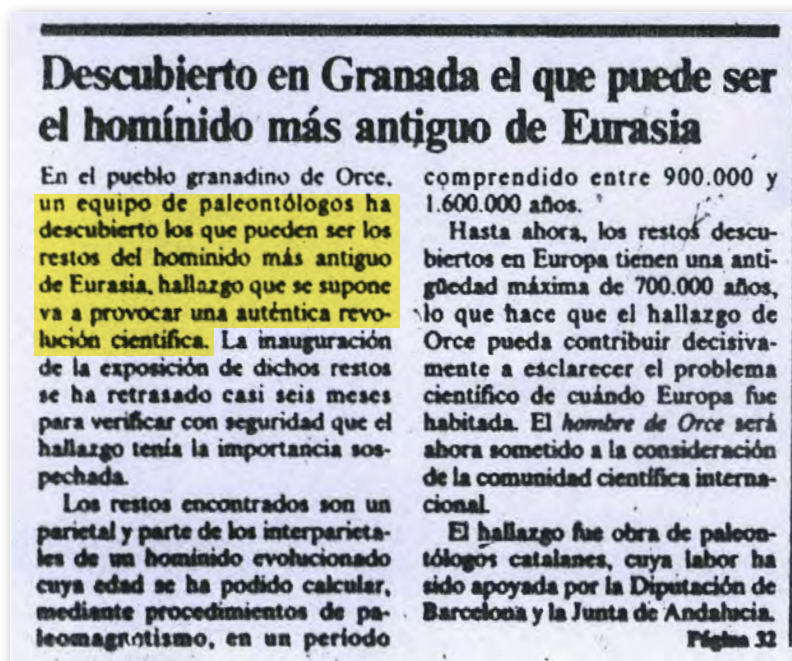 Descubierto en Granada el que puede ser
el homínido más antiguo de Eurasia
En el pueblo granadino de Orce,
un equipo de paleontólogos ha
descubierto los que pueden ser los
restos del hominido más antiguo
de Eurasia, hallazgo que se supone
va a provocar una auténtica revo-
lución científica. La inauguración
de la exposición de dichos restos
se ha retrasado casi seis meses
para verificar con seguridad que el
hallazgo tenía la importancia sos-
pechada.
Los restos encontrados son un
parietal y parte de los interparieta-
les de un homínido evolucionado
cuya edad se ha podido calcular,
mediante procedimientos de pa-
leomagnetismo, en un período
comprendido entre 900.000 y
1.600.000 años.
Hasta ahora, los restos descu-
biertos en Europa tienen una anti-
güedad máxima de 700.000 años,
lo que hace que el hallazgo de
Orce pueda contribuir decisiva-
mente a esclarecer el problema
científico de cuándo Europa fue
habitada. El hombre de Orce será
ahora sometido a la consideración
de la comunidad científica interna-
cional.
El hallazgo fue obra de paleon-
tólogos catalanes, cuya labor ha
sido apoyada por la Diputación de
Barcelona y la Junta de Andalucía.
Página 32